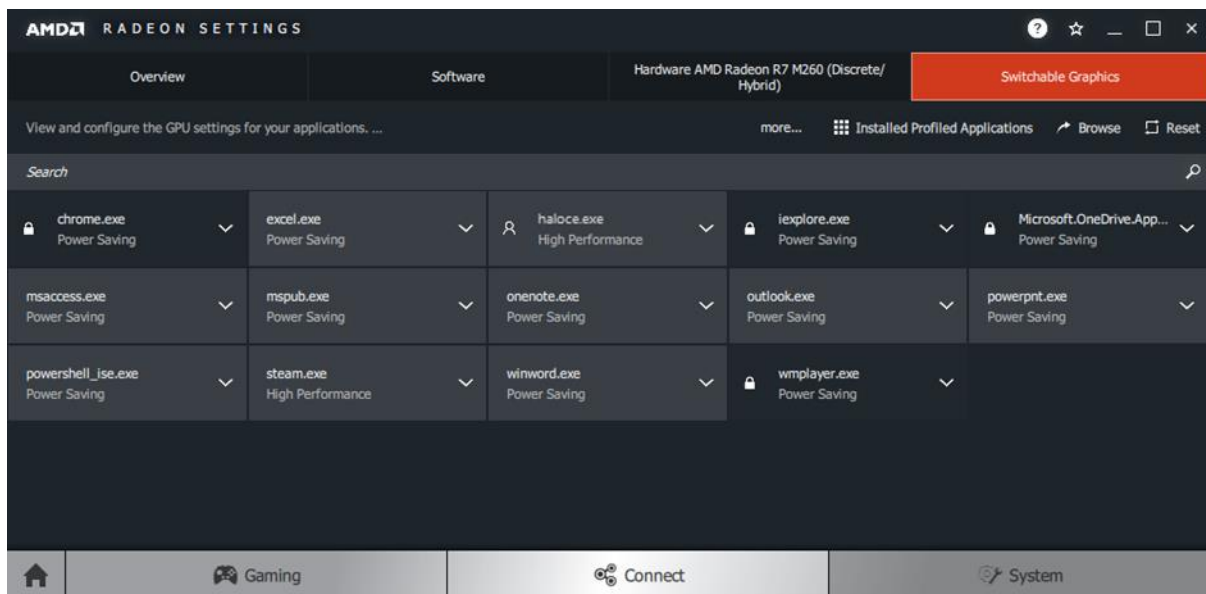 AMD RADEON SETTINGS
Overview
Software
Hardware AMD Radeon R7 M260 (Discrete/
Hybrid)
Switchable Graphics
View and configure the GPU settings for your applications. ...
more...
Installed Profiled Applications
Browse
Reset
Search
chrome.exe
Power Saving
excel.exe
Power Saving
haloce.exe
High Performance
iexplore.exe
Power Saving
Microsoft.OneDrive.App...
Power Saving
msaccess.exe
Power Saving
mspub.exe
Power Saving
onenote.exe
Power Saving
outlook.exe
Power Saving
powerpnt.exe
Power Saving
powershell_ise.exe
Power Saving
steam.exe
High Performance
winword.exe
Power Saving
wmplayer.exe
Power Saving
Gaming
Connect
System